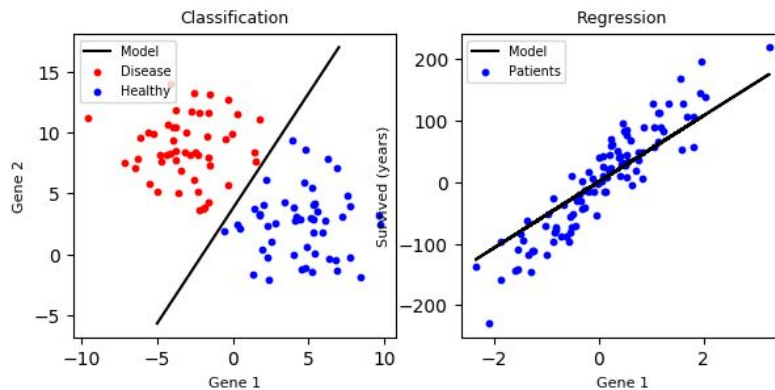 Classification
Model
Disease
Healthy
15
10
5
0
−5
Gene 2
−10
−5
0
5
10
Gene 1
Regression
Model
Patients
200
100
0
−100
−200
Survived (years)
−2
0
2
Gene 1